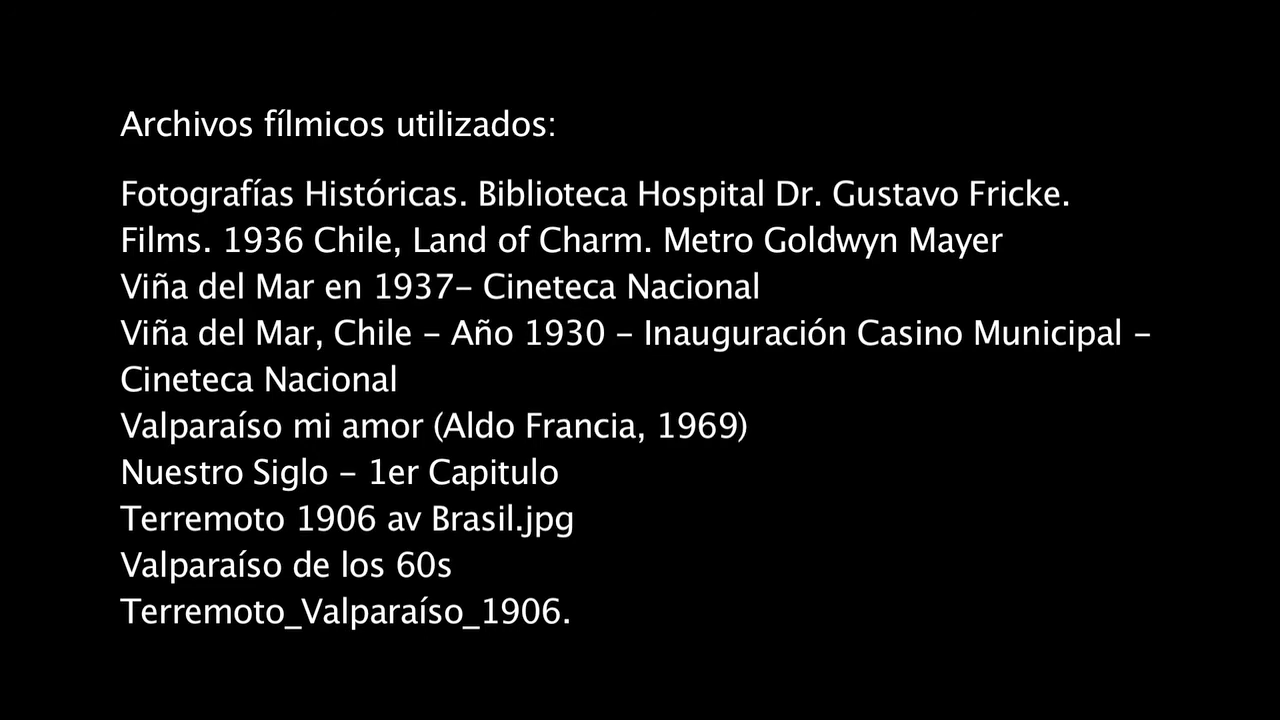 Archivos fílmicos utilizados:
Fotografías Históricas. Biblioteca Hospital Dr. Gustavo Fricke.
Films. 1936 Chile, Land of Charm. Metro Goldwyn Mayer
Viña del Mar en 1937– Cineteca Nacional
Viña del Mar, Chile – Año 1930 – Inauguración Casino Municipal –
Cineteca Nacional
Valparaíso mi amor (Aldo Francia, 1969)
Nuestro Siglo – 1er Capitulo
Terremoto 1906 av Brasil.jpg
Valparaíso de los 60s
Terremoto_Valparaíso_1906.